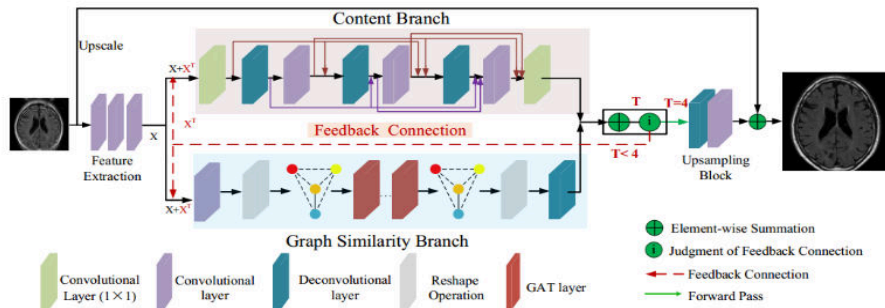 Content Branch
Upscale
X+X^T
X^T
X
Feature
Extraction
Feedback Connection
T
T=4
i
T< 4
Upsampling
Block
X+X^T
Graph Similarity Branch
Element-wise Summation
i
Judgment of Feedback Connection
Feedback Connection
Forward Pass
Convolutional
Layer (1×1)
Convolutional
layer
Deconvolutional
layer
Reshape
Operation
GAT layer